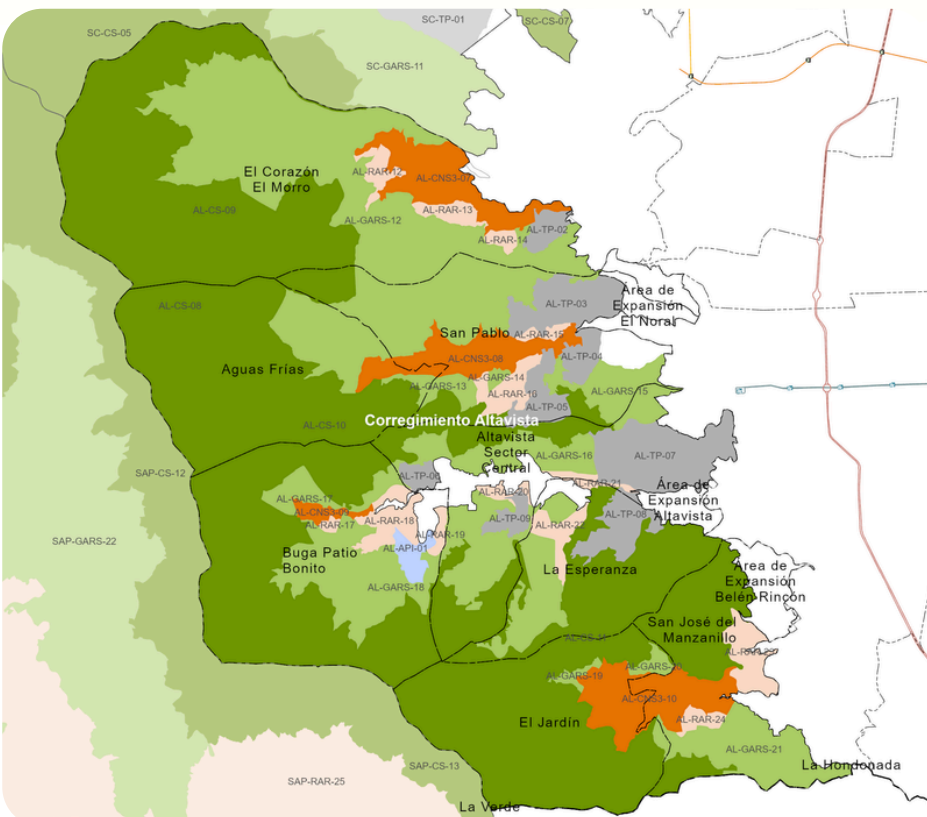 SC-TP-01
SC-CS-07
SC-CS-05
SC-GARS-11
El Corazón
El Morro
AL-RAR-12
AL-CNS3-07
AL-CS-09
AL-GARS-12
AL-RAR-13
AL-RAR-14
AL-TP-02
AL-CS-08
AL-TP-03
Área de
Expansión
El Noral
San Pablo
AL-RAR-15
Aguas Frías
AL-CNS3-08
AL-TP-04
AL-GARS-13
AL-GARS-14
AL-RAR-16
AL-GARS-15
AL-TP-05
AL-CS-10
Corregimiento Altavista
Altavista
Sector
Central
AL-GARS-16
AL-TP-07
SAP-CS-12
AL-TP-06
AL-RAR-21
Área de
Expansión
Altavista
AL-GARS-17
AL-CNS3-09
AL-RAR-17
AL-RAR-18
AL-RAR-20
AL-TP-09
AL-RAR-22
AL-TP-08
AL-RAR-19
SAP-GARS-22
AL-API-01
Buga Patio
Bonito
AL-GARS-18
La Esperanza
Área de
Expansión
Belén-Rincón
San José del
Manzanillo
AL-CS-11
AL-RAR-23
AL-GARS-20
AL-GARS-19
AL-CNS3-10
El Jardín
AL-RAR-24
AL-GARS-21
SAP-CS-13
La Hondonada
SAP-RAR-25
La Verde